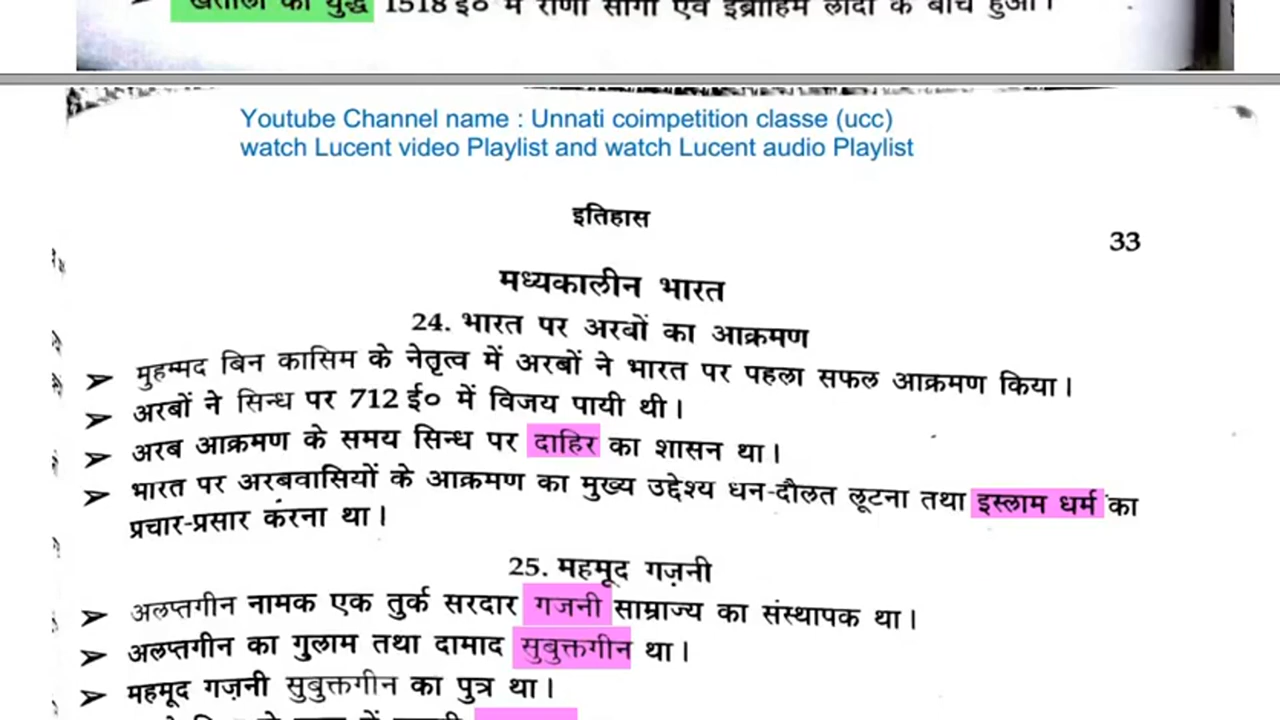 खतौली का युद्ध 1518 ई० में राणा सांगा एवं इब्राहिम लोदी के बीच हुआ।
Youtube Channel name : Unnati coimpetition classe (ucc)
watch Lucent video Playlist and watch Lucent audio Playlist
इतिहास
33
मध्यकालीन भारत
24. भारत पर अरबों का आक्रमण
➢ मुहम्मद बिन कासिम के नेतृत्व में अरबों ने भारत पर पहला सफल आक्रमण किया।
➢ अरबों ने सिन्ध पर 712 ई० में विजय पायी थी।
➢ अरब आक्रमण के समय सिन्ध पर दाहिर का शासन था।
➢ भारत पर अरबवासियों के आक्रमण का मुख्य उद्देश्य धन-दौलत लूटना तथा इस्लाम धर्म का
प्रचार-प्रसार करना था।
25. महमूद गज़नी
➢ अलप्तगीन नामक एक तुर्क सरदार गजनी साम्राज्य का संस्थापक था।
➢ अलप्तगीन का गुलाम तथा दामाद सुबुक्तगीन था।
➢ महमूद गज़नी सुबुक्तगीन का पुत्र था।